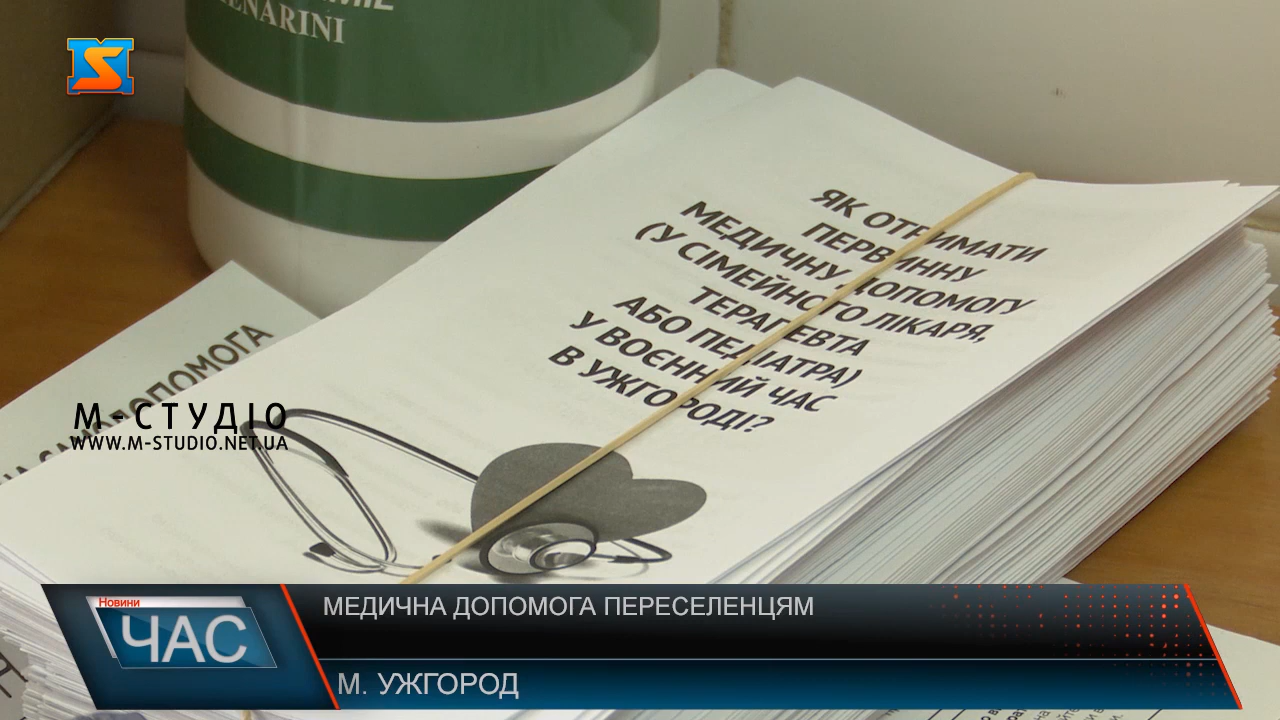 MENARINI
ЯК ОТРИМАТИ
ПЕРВИННУ
МЕДИЧНУ ДОПОМОГУ
(У СІМЕЙНОГО ЛІКАРЯ,
ТЕРАПЕВТА
АБО ПЕДІАТРА)
У ВОЄННИЙ ЧАС
В УЖГОРОДІ?
М-СТУДІО
WWW.M-STUDIO.NET.UA
Новини
ЧАС
МЕДИЧНА ДОПОМОГА ПЕРЕСЕЛЕНЦЯМ
М. УЖГОРОД